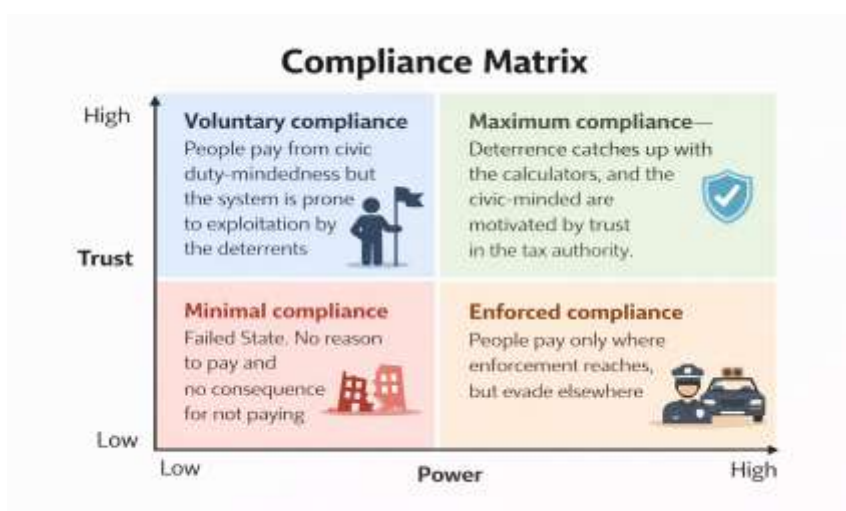 Compliance Matrix
High
Voluntary compliance
People pay from civic
duty-mindedness but
the system is prone
to exploitation by
the deterrents
Maximum compliance—
Deterrence catches up with
the calculators, and the
civic-minded are
motivated by trust
in the tax authority.
Trust
Minimal compliance
Failed State. No reason
to pay and
no consequence
for not paying
Enforced compliance
People pay only where
enforcement reaches,
but evade elsewhere
Low
Low
Power
High